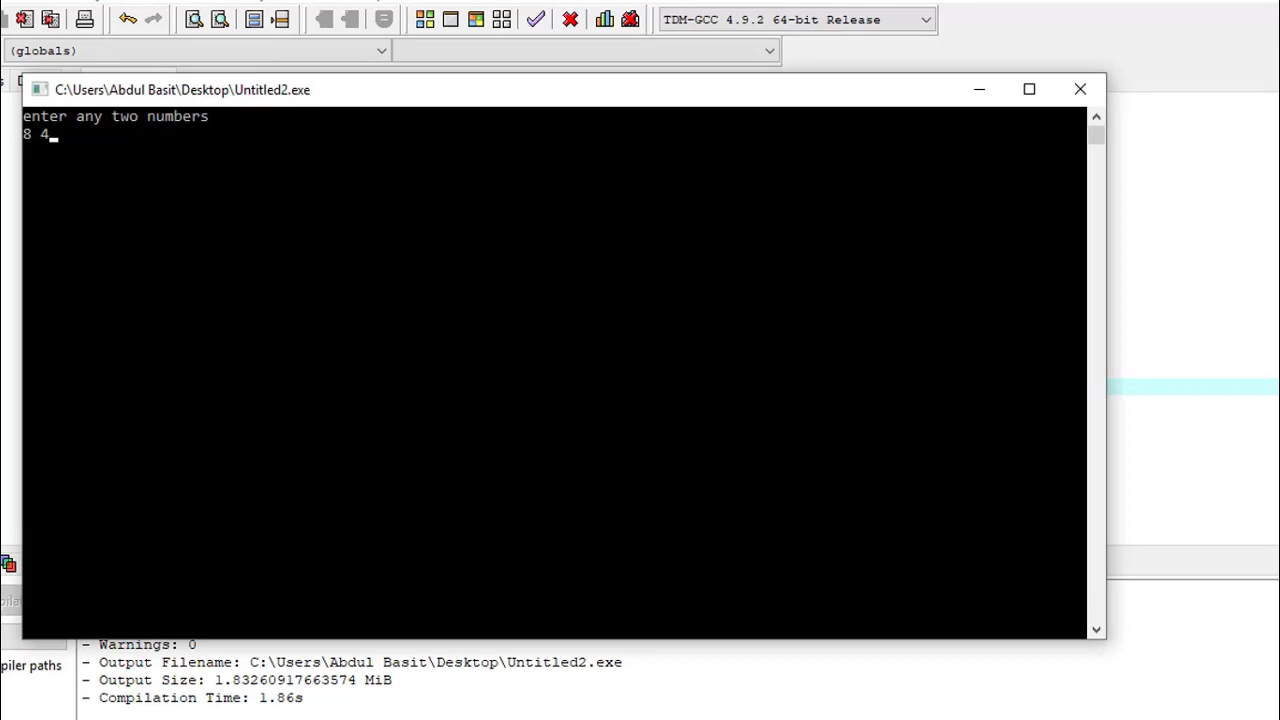 TDM-GCC 4.9.2 64-bit Release
(globals)
C:\Users\Abdul Basit\Desktop\Untitled2.exe
enter any two numbers
8 4
- Warnings: 0
piler paths
- Output Filename: C:\Users\Abdul Basit\Desktop\Untitled2.exe
- Output Size: 1.83260917663574 MiB
- Compilation Time: 1.86s